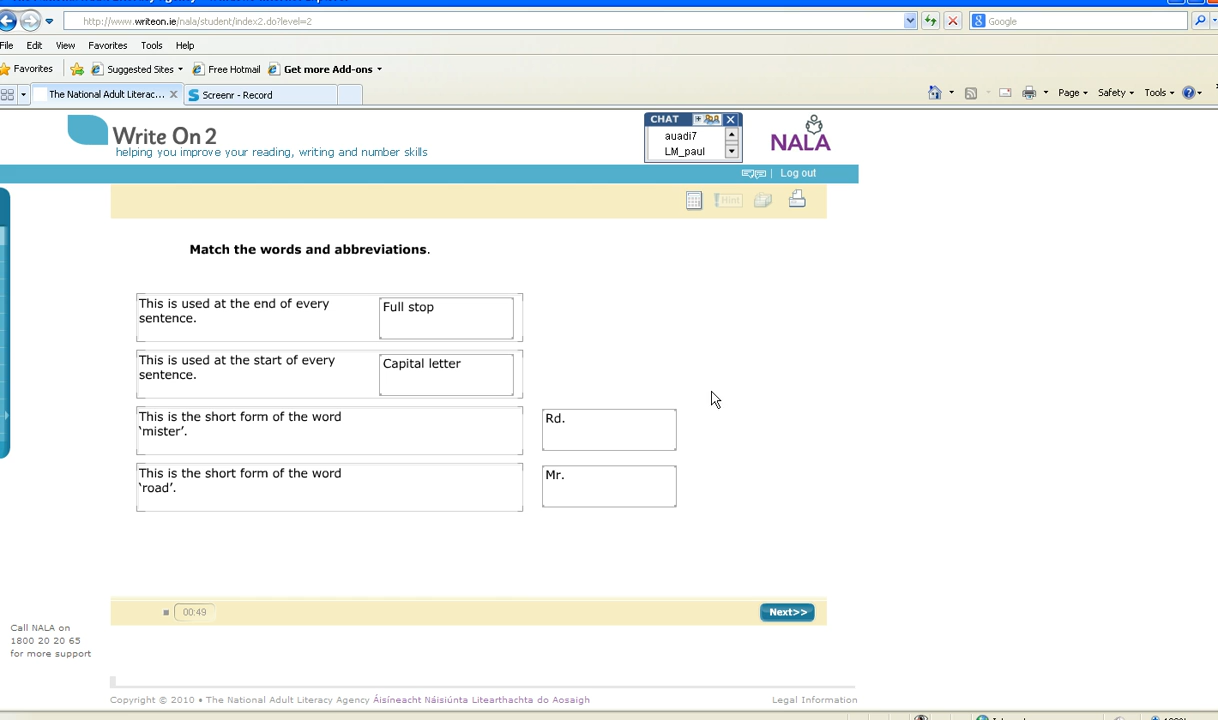 http://www.writeon.ie/nala/student/index2.do?level=2
Google
File Edit View Favorites Tools Help
Favorites Suggested Sites Free Hotmail Get more Add-ons
The National Adult Literac... Screenr - Record
Page Safety Tools
Write On 2
helping you improve your reading, writing and number skills
CHAT
auadi7
LM_paul
NALA
Log out
Hint
Match the words and abbreviations.
This is used at the end of every
sentence.
Full stop
This is used at the start of every
sentence.
Capital letter
This is the short form of the word
‘mister’.
Rd.
This is the short form of the word
‘road’.
Mr.
00:49
Next>>
Call NALA on
1800 20 20 65
for more support
Copyright © 2010 • The National Adult Literacy Agency Áisíneacht Náisiúnta Litearthachta do Aosaigh
Legal Information